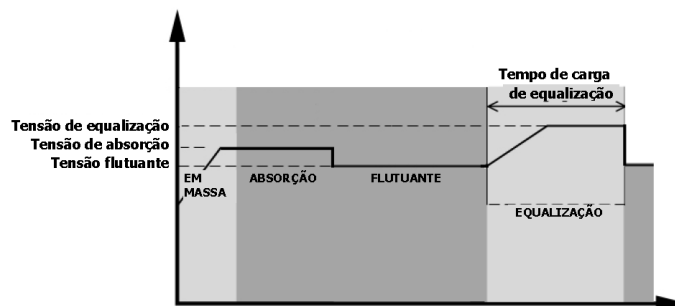 Tempo de carga
de equalização
Tensão de equalização
Tensão de absorção
Tensão flutuante
EM
MASSA
ABSORÇÃO
FLUTUANTE
EQUALIZAÇÃO